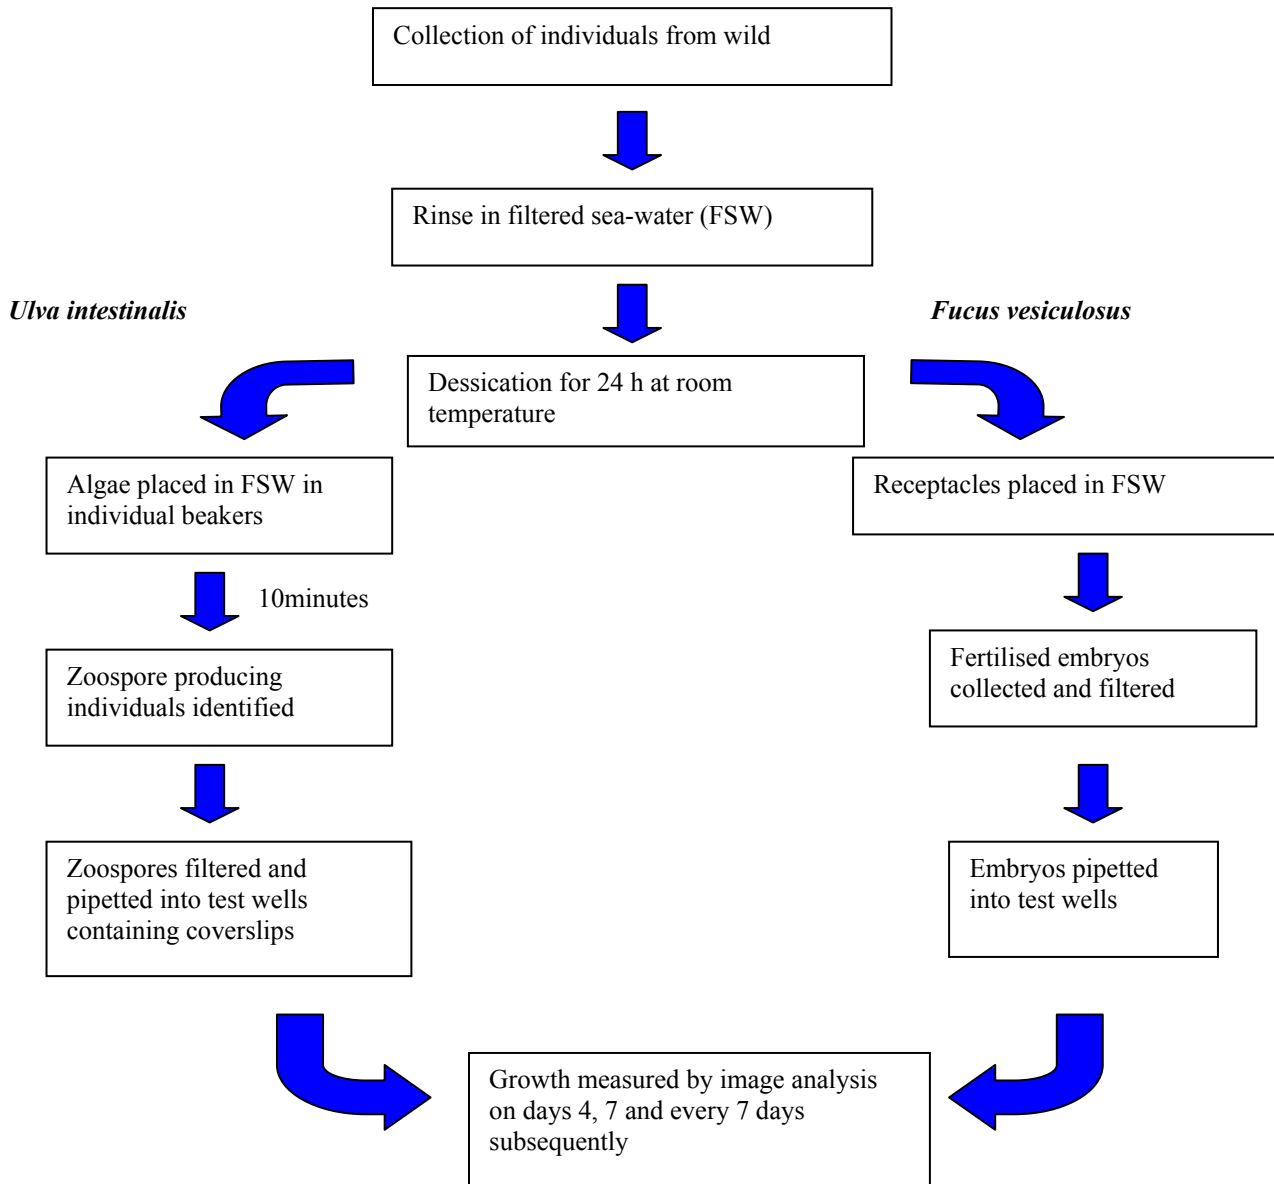 Collection of individuals from wild
Rinse in filtered sea-water (FSW)
Ulva intestinalis
Fucus vesiculosus
Dessication for 24 h at room
temperature
Algae placed in FSW in
individual beakers
Receptacles placed in FSW
10minutes
Zoospore producing
individuals identified
Fertilised embryos
collected and filtered
Zoospores filtered and
pipetted into test wells
containing coverslips
Embryos pipetted
into test wells
Growth measured by image analysis
on days 4, 7 and every 7 days
subsequently